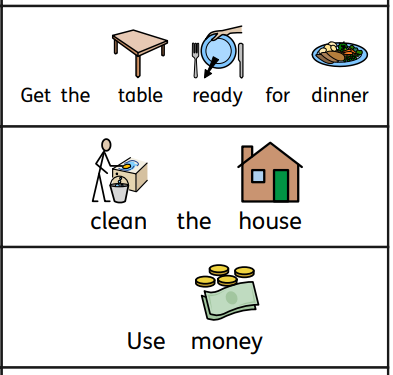 Get the table ready for dinner
clean the house
Use money